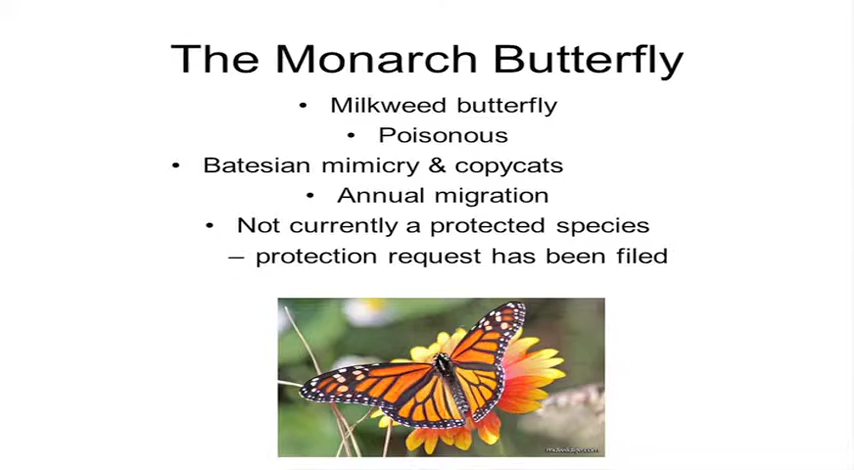 The Monarch Butterfly
• Milkweed butterfly
• Poisonous
• Batesian mimicry & copycats
• Annual migration
• Not currently a protected species
– protection request has been filed